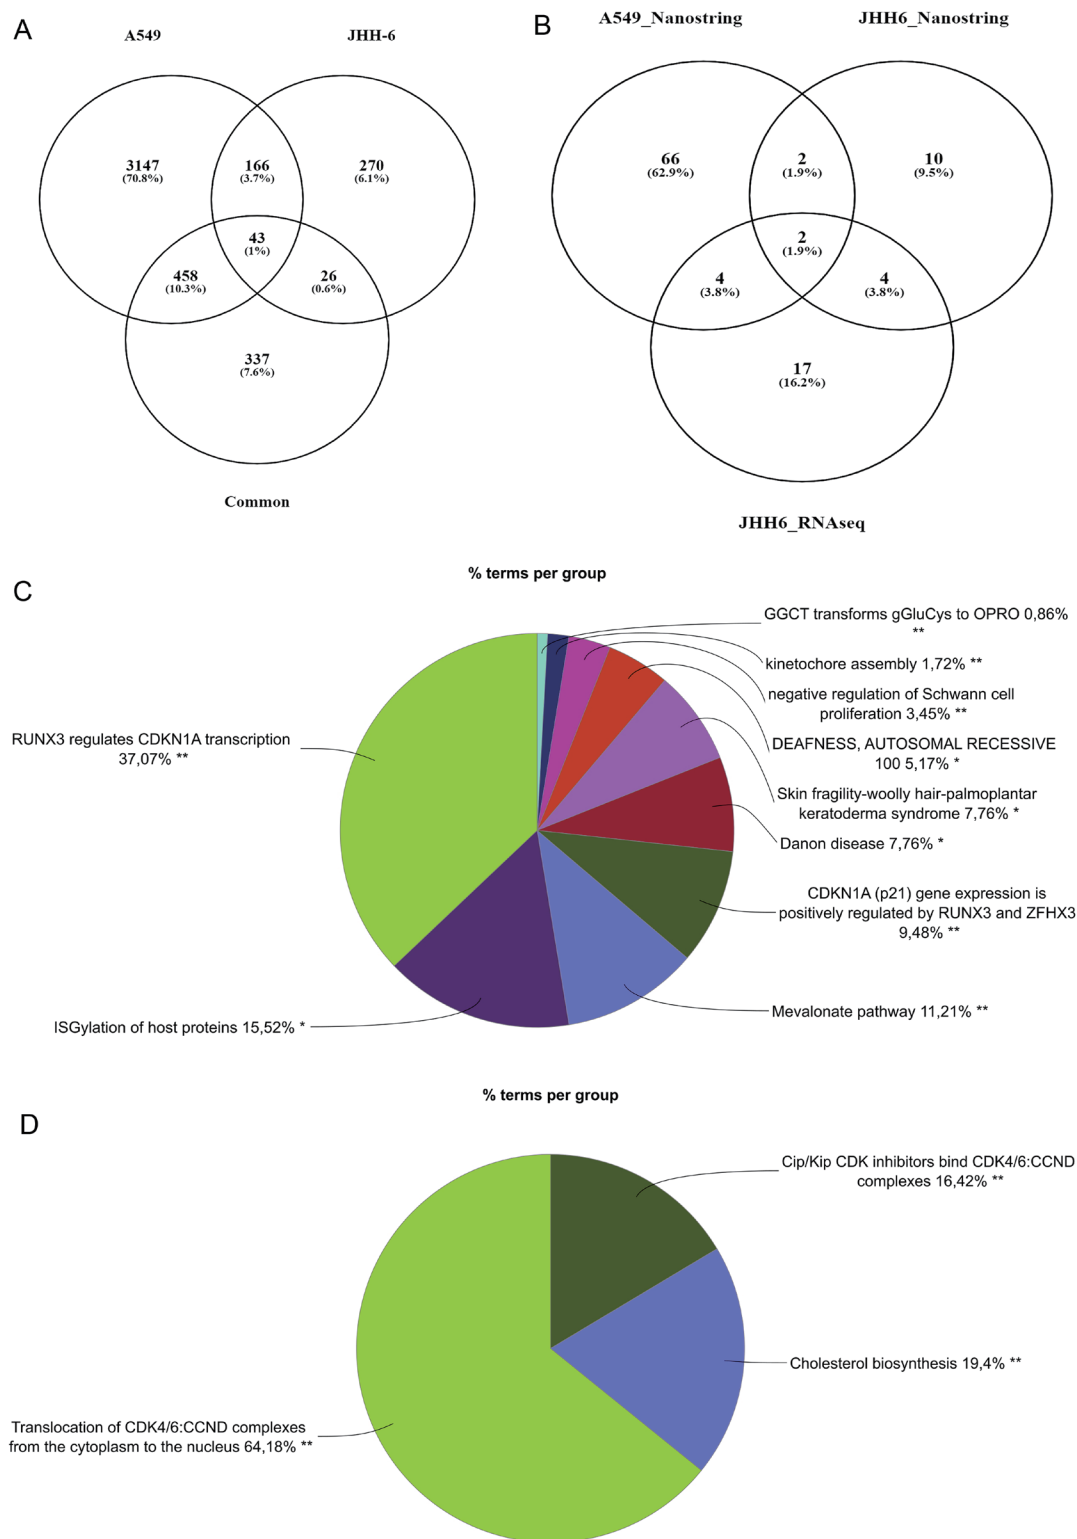 A
A549
JHH-6
3147
(70.8%)
166
(3.7%)
270
(6.1%)
43
(1%)
458
(10.3%)
26
(0.6%)
337
(7.6%)
Common
B
A549_Nanostring
JHH6_Nanostring
66
(62.9%)
2
(1.9%)
10
(9.5%)
2
(1.9%)
4
(3.8%)
4
(3.8%)
17
(16.2%)
JHH6_RNAseq
C
% terms per group
GGCT transforms gGluCys to OPRO 0,86%
**
kinetochore assembly 1,72% **
negative regulation of Schwann cell
proliferation 3,45% **
DEAFNESS, AUTOSOMAL RECESSIVE
100 5,17% *
Skin fragility-woolly hair-palmoplantar
keratoderma syndrome 7,76% *
Danon disease 7,76% *
CDKN1A (p21) gene expression is
positively regulated by RUNX3 and ZFHX3
9,48% **
Mevalonate pathway 11,21% **
ISGylation of host proteins 15,52% *
RUNX3 regulates CDKN1A transcription
37,07% **
D
% terms per group
Cip/Kip CDK inhibitors bind CDK4/6:CCND
complexes 16,42% **
Cholesterol biosynthesis 19,4% **
Translocation of CDK4/6:CCND complexes
from the cytoplasm to the nucleus 64,18% **